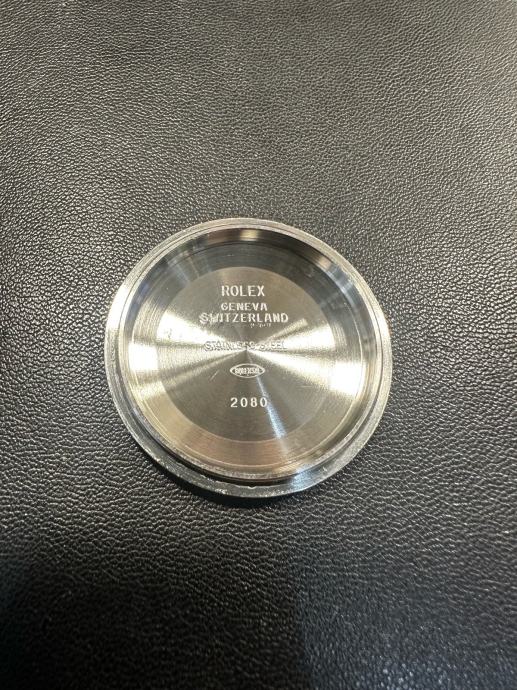 ROLEX
GENEVA
SWITZERLAND
STAINLESS STEEL
2080